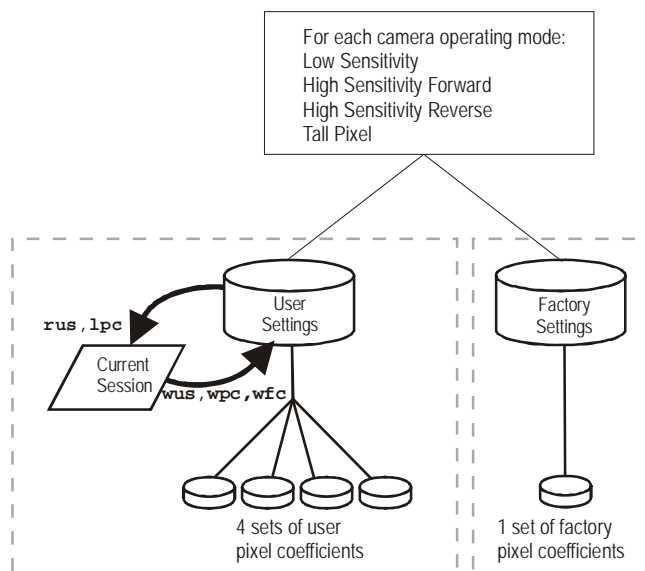 For each camera operating mode:
Low Sensitivity
High Sensitivity Forward
High Sensitivity Reverse
Tall Pixel
User
Settings
Factory
Settings
rus,lpc
Current
Session
wus,wpc,wfc
4 sets of user
pixel coefficients
1 set of factory
pixel coefficients